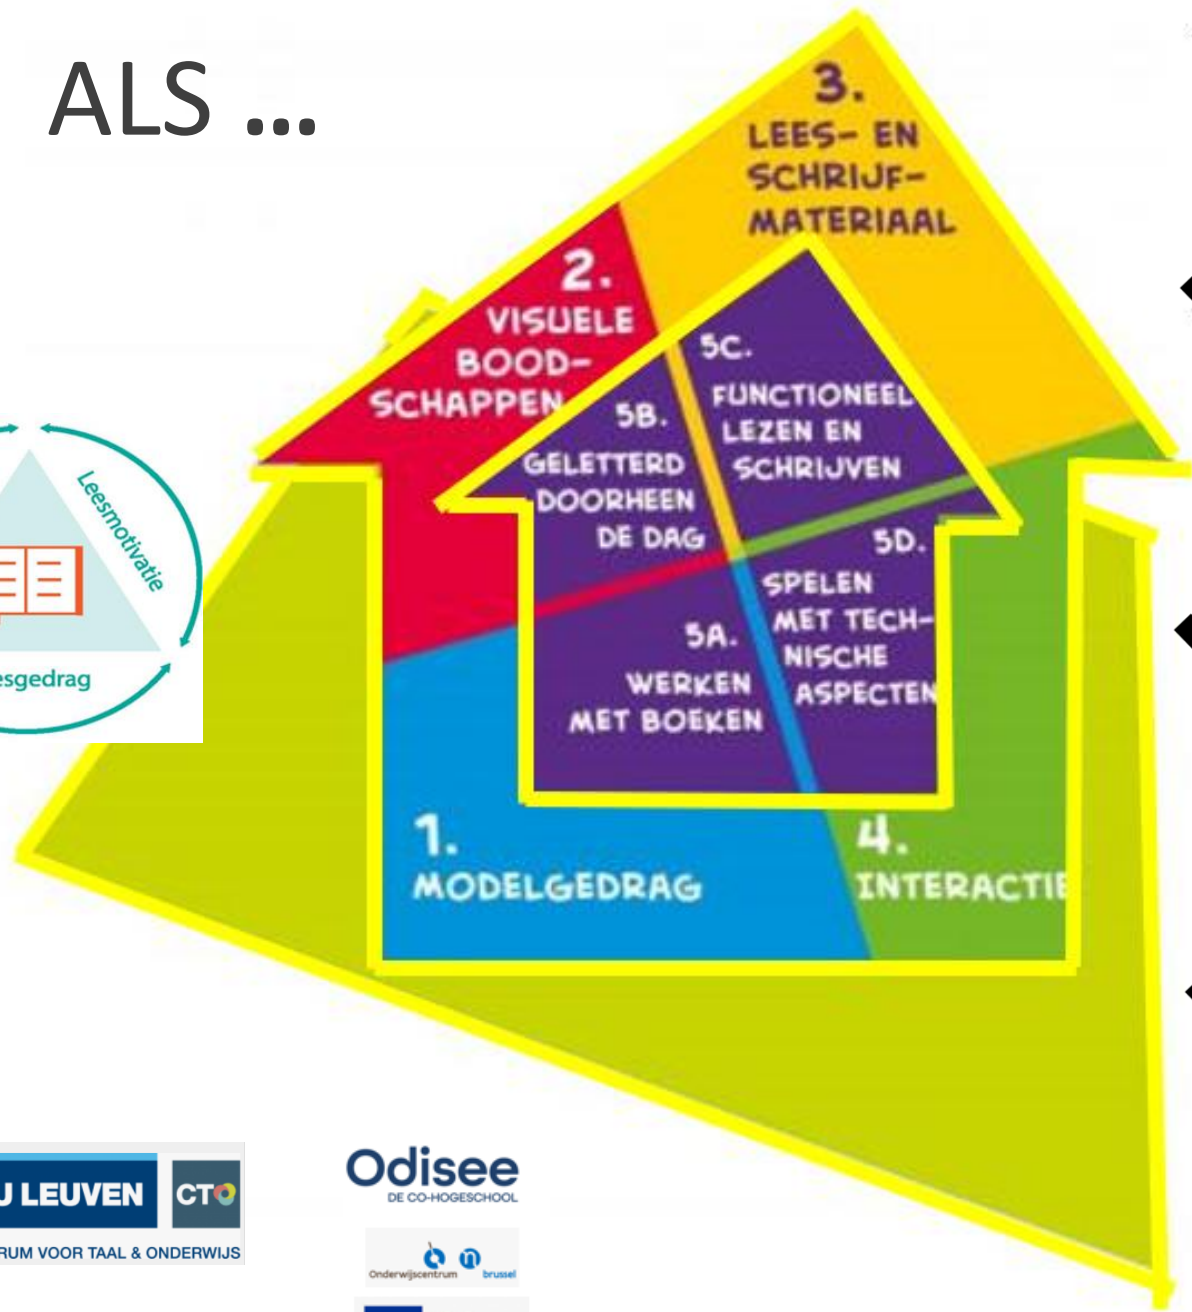 ALS ...
3.
LEES- EN
SCHRIJF-
MATERIAAL
2.
VISUELE
BOOD-
SCHAPPEN
5C.
FUNCTIONEEL
LEZEN EN
SCHRIJVEN
5B.
GELETTERD
DOORHEEN
DE DAG
5D.
SPELEN
MET TECH-
NISCHE
ASPECTEN
5A.
WERKEN
MET BOEKEN
1.
MODELGEDRAG
4.
INTERACTIE
Leesmotivatie
esgedrag
J LEUVEN
CTO
RUM VOOR TAAL & ONDERWIJS
Odisee
DE CO-HOGESCHOOL
Onderwijscentrum
n
brussel